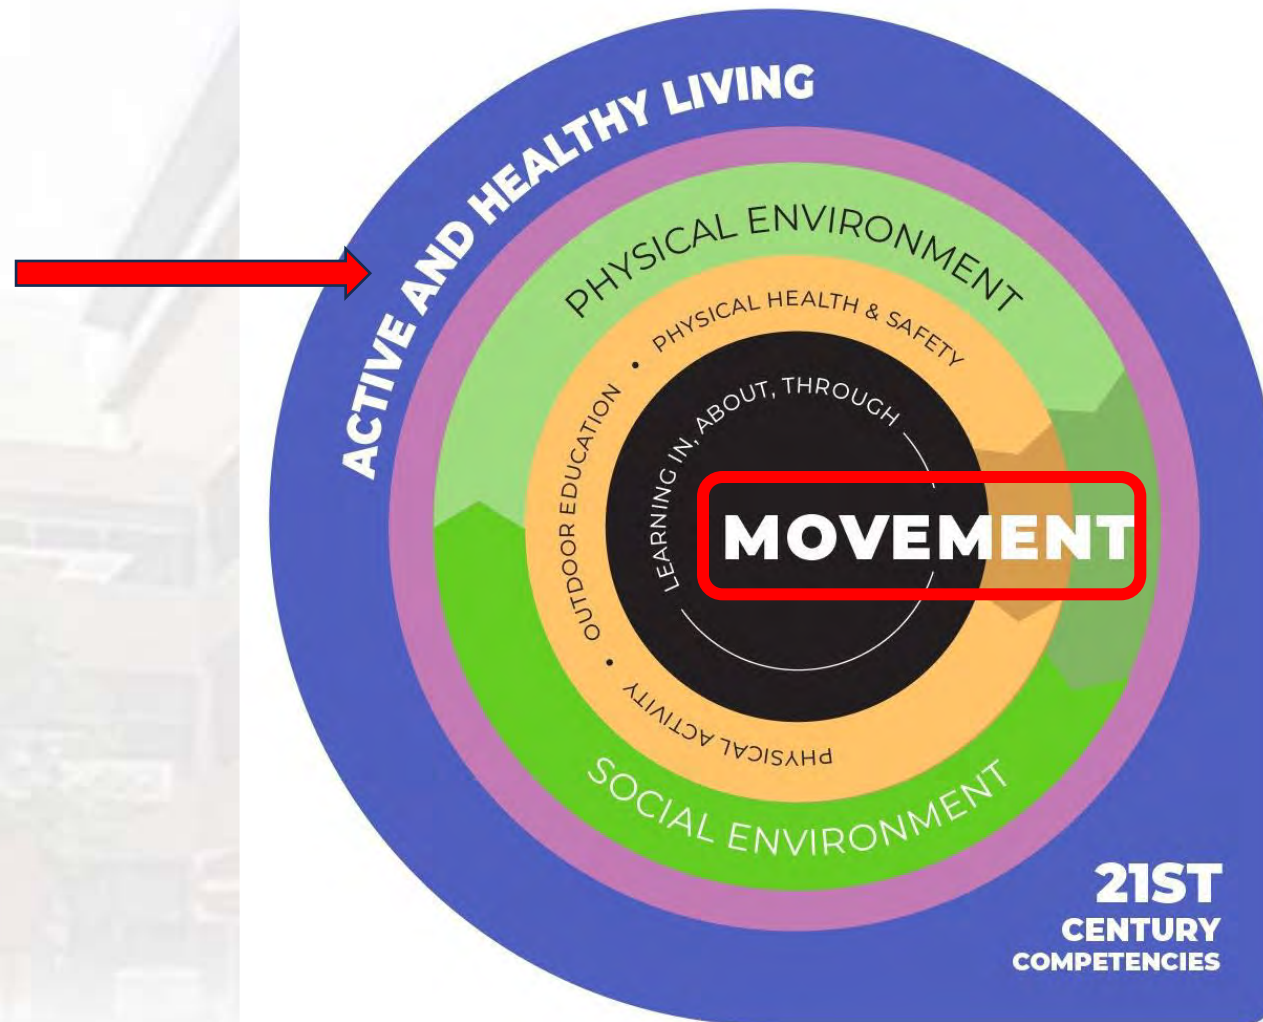 ACTIVE AND HEALTHY LIVING
PHYSICAL ENVIRONMENT
PHYSICAL ACTIVITY • OUTDOOR EDUCATION • PHYSICAL HEALTH & SAFETY
LEARNING IN, ABOUT, THROUGH
MOVEMENT
SOCIAL ENVIRONMENT
21ST
CENTURY
COMPETENCIES